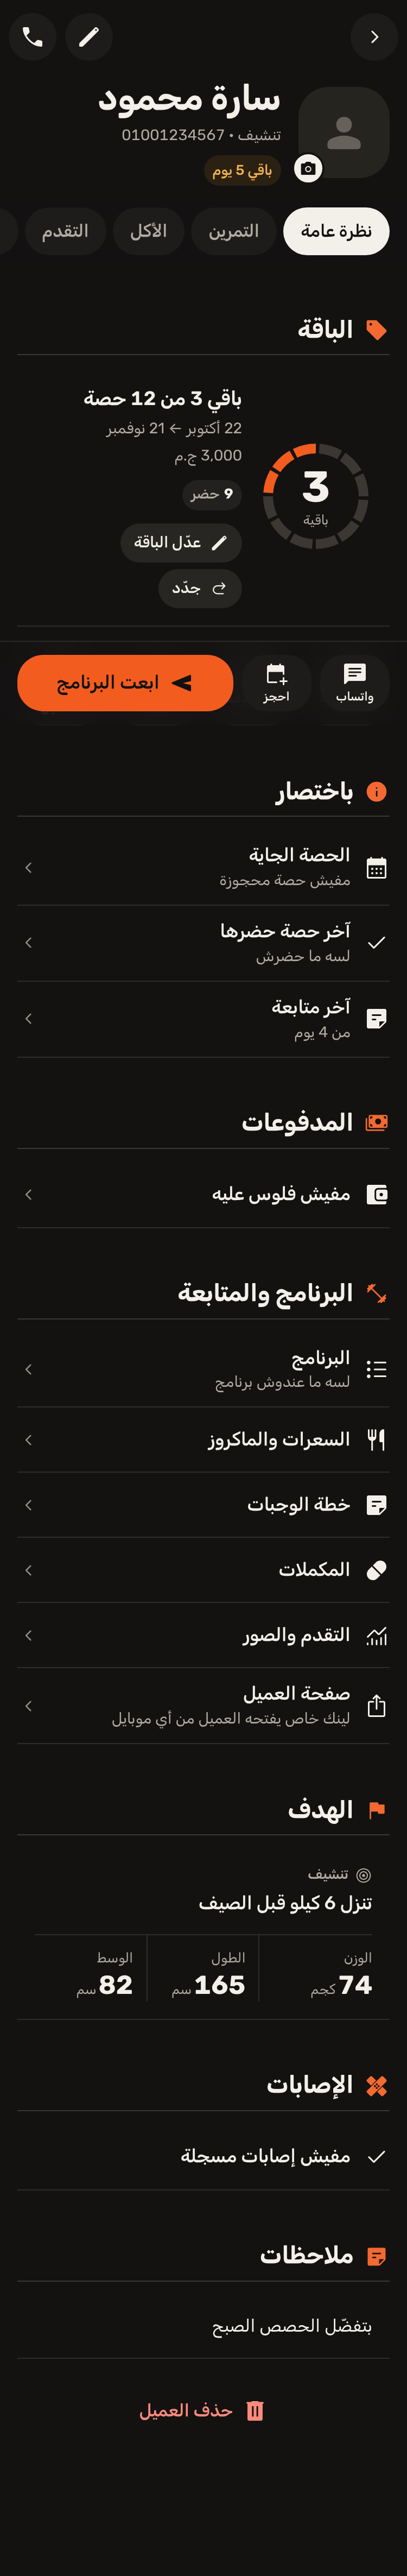 سارة محمود
تنشيف • 01001234567
باقي 5 يوم
نظرة عامة
التمرين
الأكل
التقدم
الباقة
باقي 3 من 12 حصة
22 أكتوبر ← 21 نوفمبر
3,000 ج.م
9 حضر
3
باقية
عدّل الباقة
جدّد
واتساب
احجز
ابعت البرنامج
باختصار
الحصة الجاية
مفيش حصة محجوزة
آخر حصة حضرها
لسه ما حضرش
آخر متابعة
من 4 يوم
المدفوعات
مفيش فلوس عليه
البرنامج والمتابعة
البرنامج
لسه ما عندوش برنامج
السعرات والماكروز
خطة الوجبات
المكملات
التقدم والصور
صفحة العميل
لينك خاص يفتحه العميل من أي موبايل
الهدف
تنشيف
تنزل 6 كيلو قبل الصيف
الوزن
74 كجم
الطول
165 سم
الوسط
82 سم
الإصابات
مفيش إصابات مسجلة
ملاحظات
بتفضّل الحصص الصبح
حذف العميل